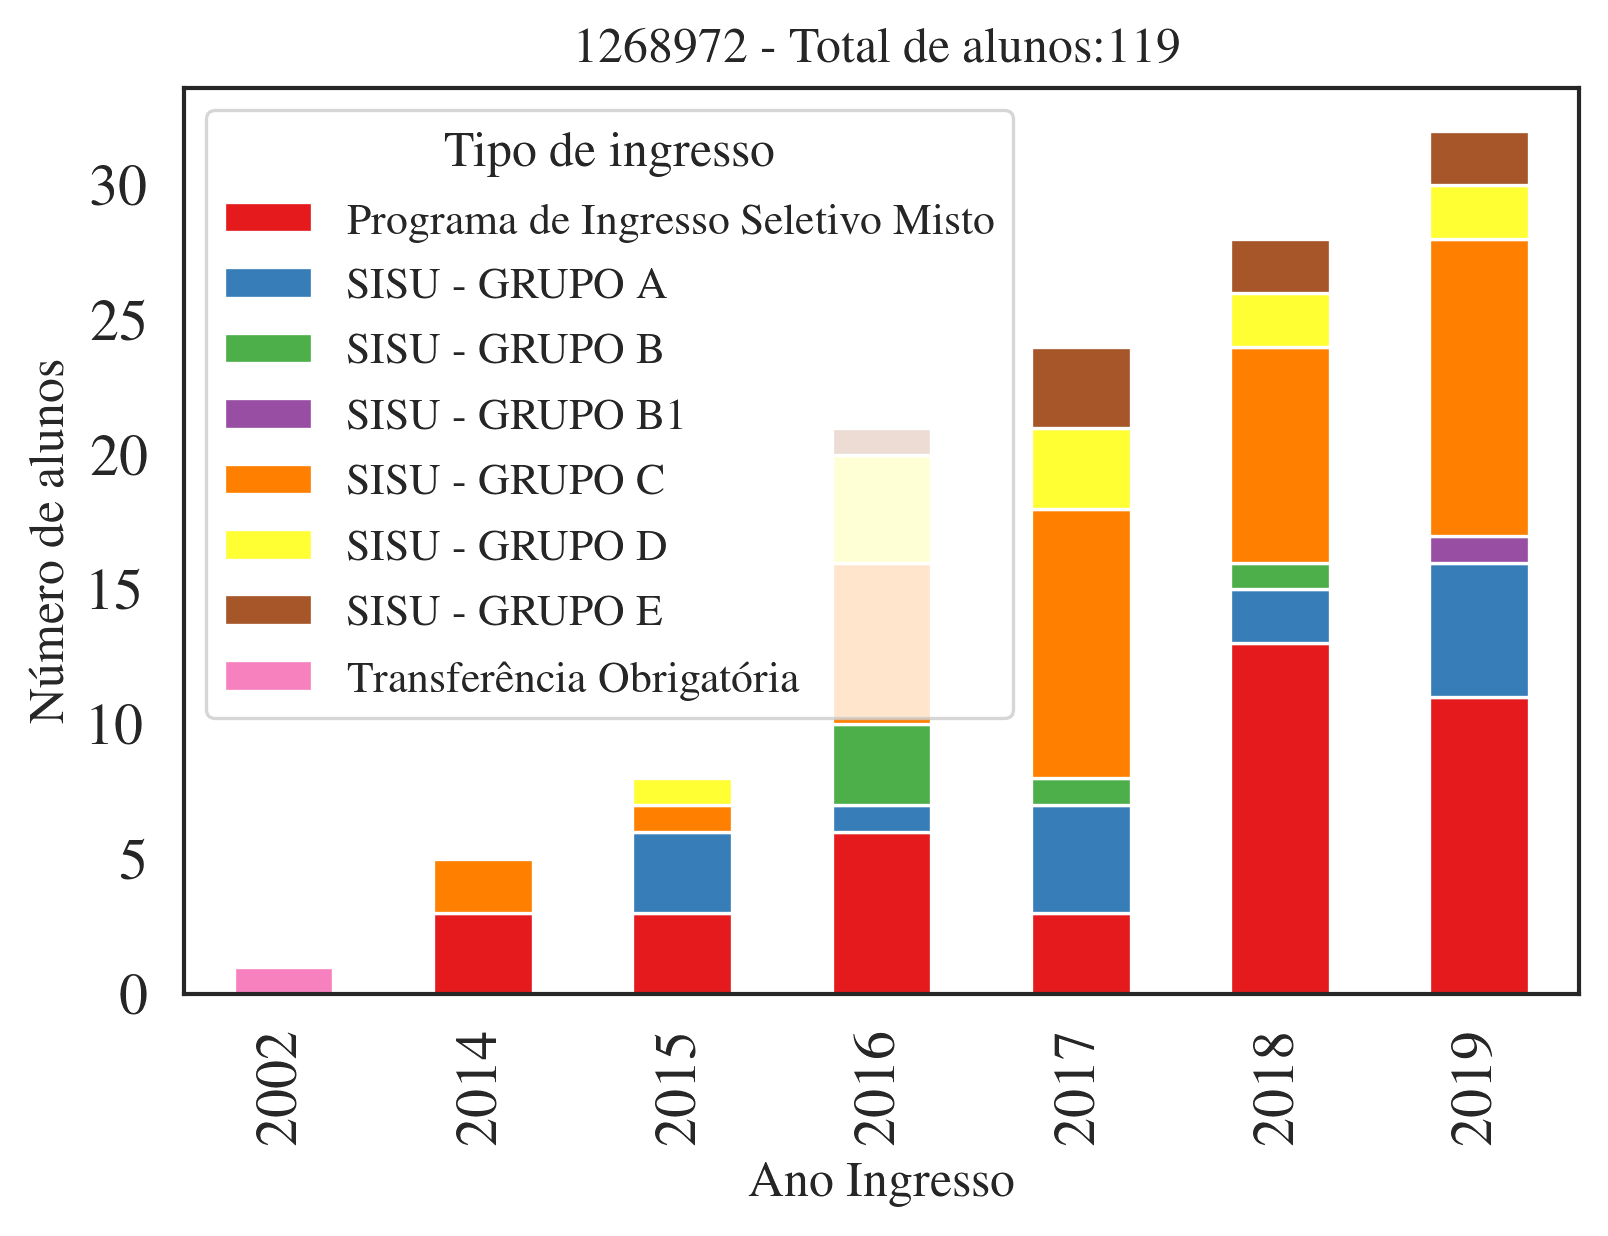 1268972 - Total de alunos:119
Tipo de ingresso
Programa de Ingresso Seletivo Misto
SISU - GRUPO A
SISU - GRUPO B
SISU - GRUPO B1
SISU - GRUPO C
SISU - GRUPO D
SISU - GRUPO E
Transferência Obrigatória
Número de alunos
30
25
20
15
10
5
0
2002
2014
2015
2016
2017
2018
2019
Ano Ingresso